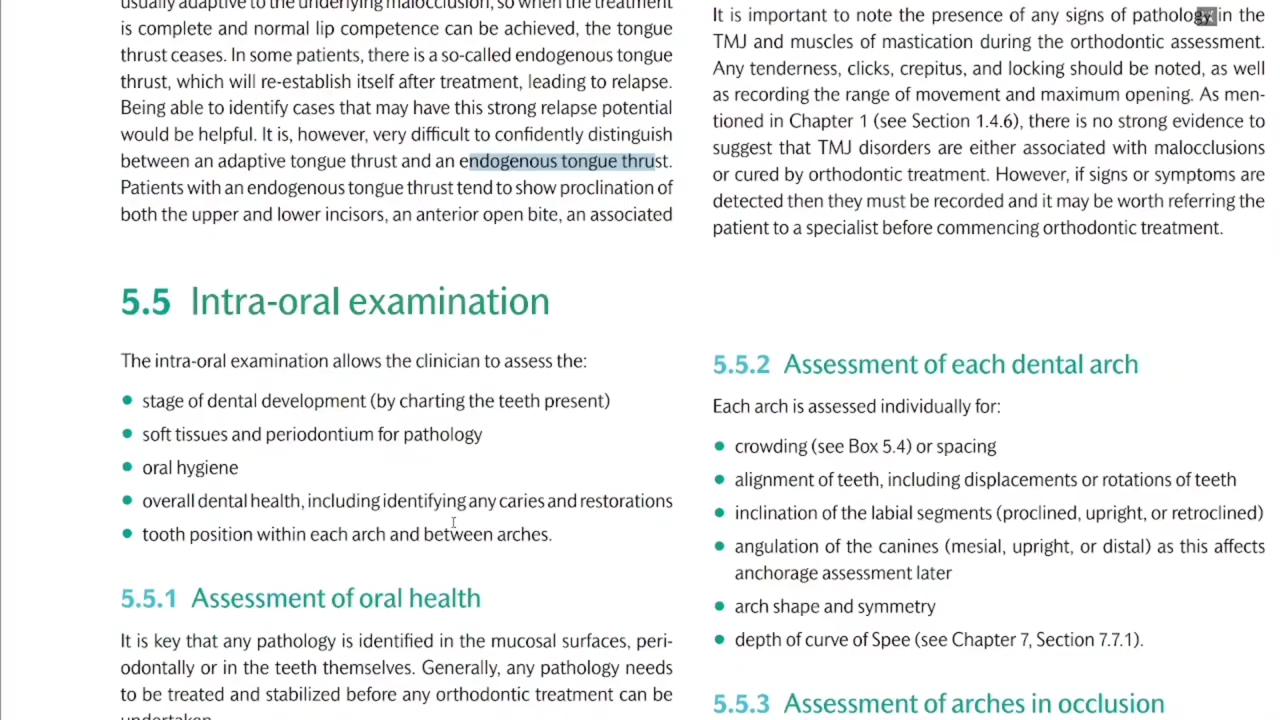 usually adaptive to the underlying malocclusion, so when the treatment
is complete and normal lip competence can be achieved, the tongue
thrust ceases. In some patients, there is a so-called endogenous tongue
thrust, which will re-establish itself after treatment, leading to relapse.
Being able to identify cases that may have this strong relapse potential
would be helpful. It is, however, very difficult to confidently distinguish
between an adaptive tongue thrust and an endogenous tongue thrust.
Patients with an endogenous tongue thrust tend to show proclination of
both the upper and lower incisors, an anterior open bite, an associated
It is important to note the presence of any signs of pathology in the
TMJ and muscles of mastication during the orthodontic assessment.
Any tenderness, clicks, crepitus, and locking should be noted, as well
as recording the range of movement and maximum opening. As men-
tioned in Chapter 1 (see Section 1.4.6), there is no strong evidence to
suggest that TMJ disorders are either associated with malocclusions
or cured by orthodontic treatment. However, if signs or symptoms are
detected then they must be recorded and it may be worth referring the
patient to a specialist before commencing orthodontic treatment.
5.5 Intra-oral examination
The intra-oral examination allows the clinician to assess the:
• stage of dental development (by charting the teeth present)
• soft tissues and periodontium for pathology
• oral hygiene
• overall dental health, including identifying any caries and restorations
• tooth position within each arch and between arches.
5.5.1 Assessment of oral health
It is key that any pathology is identified in the mucosal surfaces, peri-
odontally or in the teeth themselves. Generally, any pathology needs
to be treated and stabilized before any orthodontic treatment can be
undertaken.
5.5.2 Assessment of each dental arch
Each arch is assessed individually for:
• crowding (see Box 5.4) or spacing
• alignment of teeth, including displacements or rotations of teeth
• inclination of the labial segments (proclined, upright, or retroclined)
• angulation of the canines (mesial, upright, or distal) as this affects
anchorage assessment later
• arch shape and symmetry
• depth of curve of Spee (see Chapter 7, Section 7.7.1).
5.5.3 Assessment of arches in occlusion